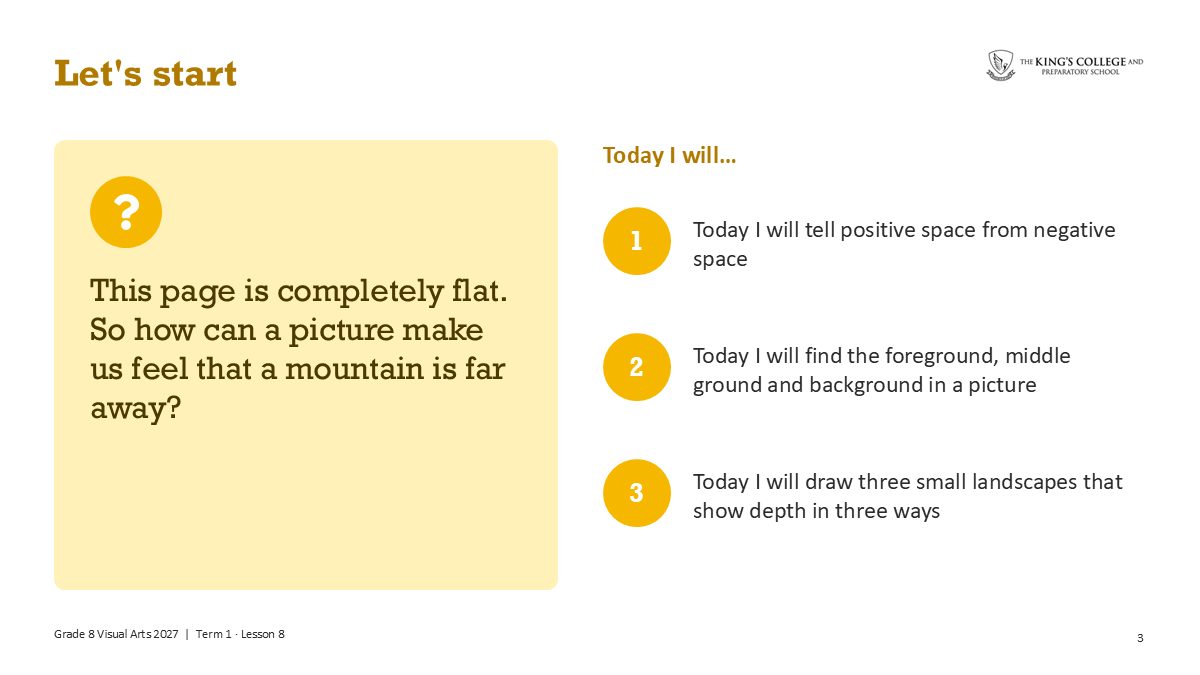 Let's start
THE KING'S COLLEGE AND
PREPARATORY SCHOOL
?
This page is completely flat.
So how can a picture make
us feel that a mountain is far
away?
Today I will...
1
Today I will tell positive space from negative
space
2
Today I will find the foreground, middle
ground and background in a picture
3
Today I will draw three small landscapes that
show depth in three ways
Grade 8 Visual Arts 2027 | Term 1 · Lesson 8
3